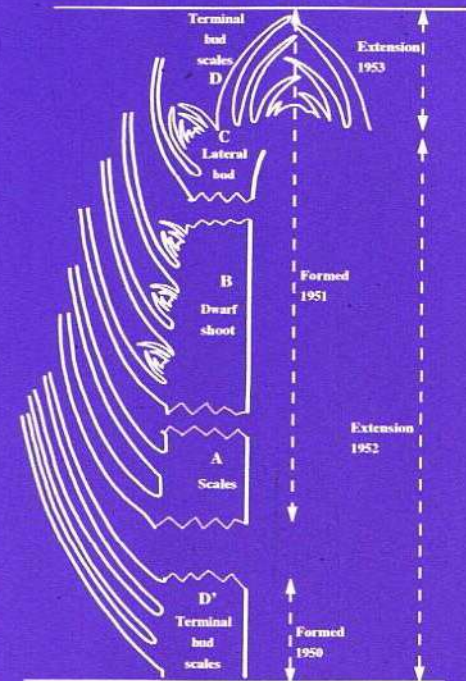 Terminal
bud
scales
D
Extension
1953
C
Lateral
bud
B
Dwarf
shoot
Formed
1951
Extension
1952
A
Scales
D'
Terminal
bud
scales
Formed
1950